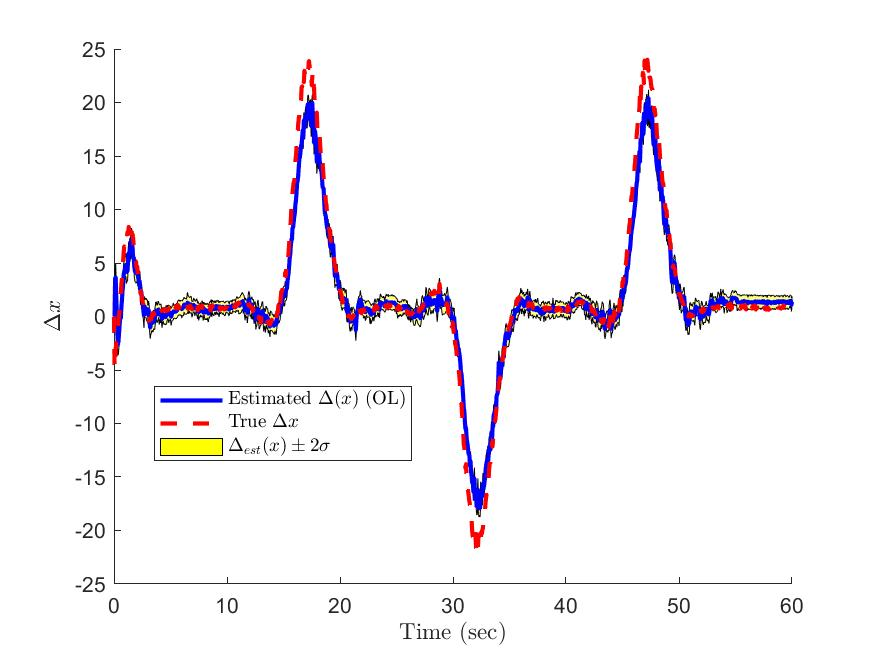 25
20
15
10
5
0
-5
-10
-15
-20
-25
Δx
Estimated Δ(x) (OL)
True Δx
Δ_est(x) ± 2σ
0 10 20 30 40 50 60
Time (sec)